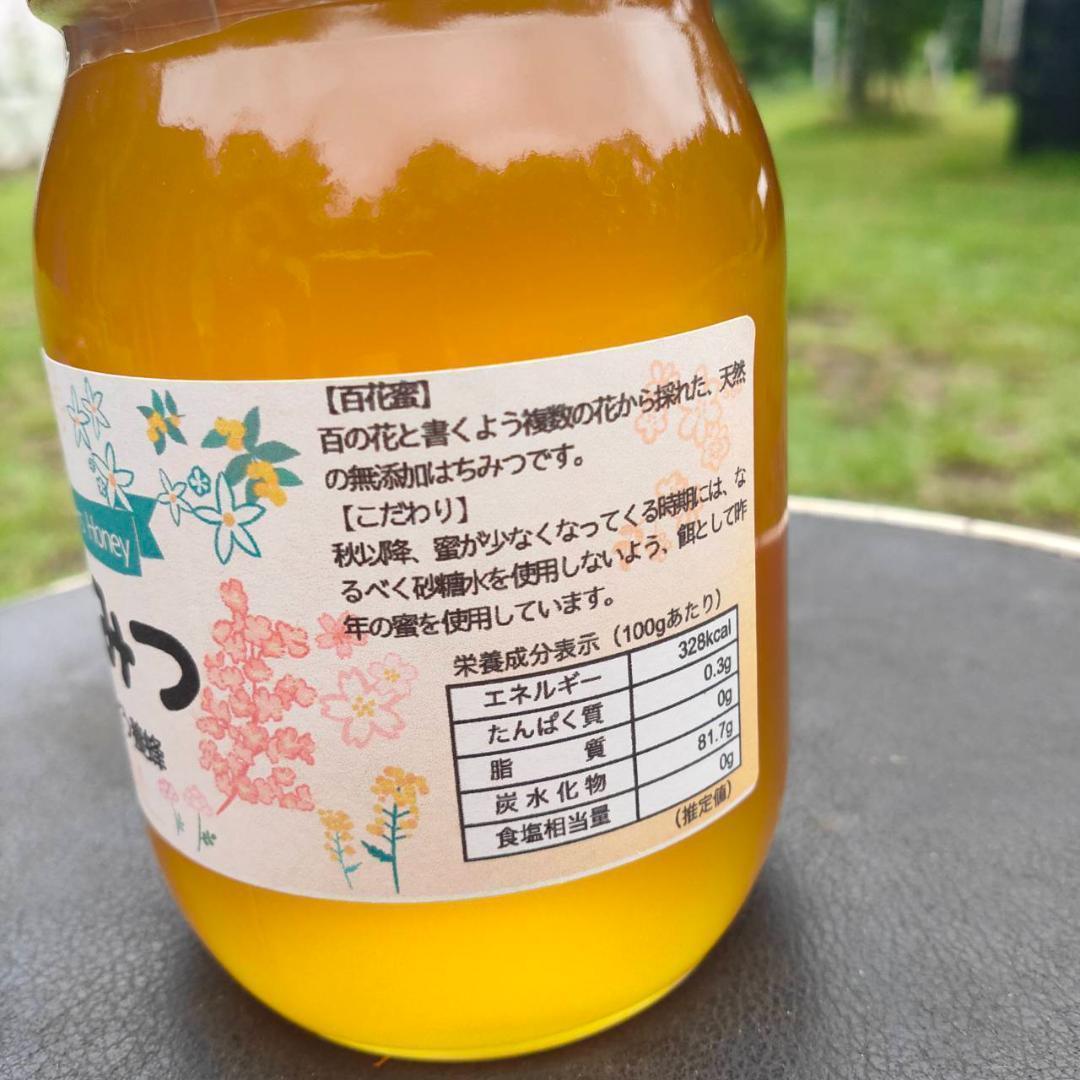 Honey
みつ
蜂
【百花蜜】
百の花と書くよう複数の花から採れた、天然
の無添加はちみつです。
【こだわり】
秋以降、蜜が少なくなってくる時期には、な
るべく砂糖水を使用しないよう、餌として昨
年の蜜を使用しています。
栄養成分表示（100gあたり）
エネルギー 328kcal
たんぱく質 0.3g
脂質 0g
炭水化物 81.7g
食塩相当量 0g
（推定値）